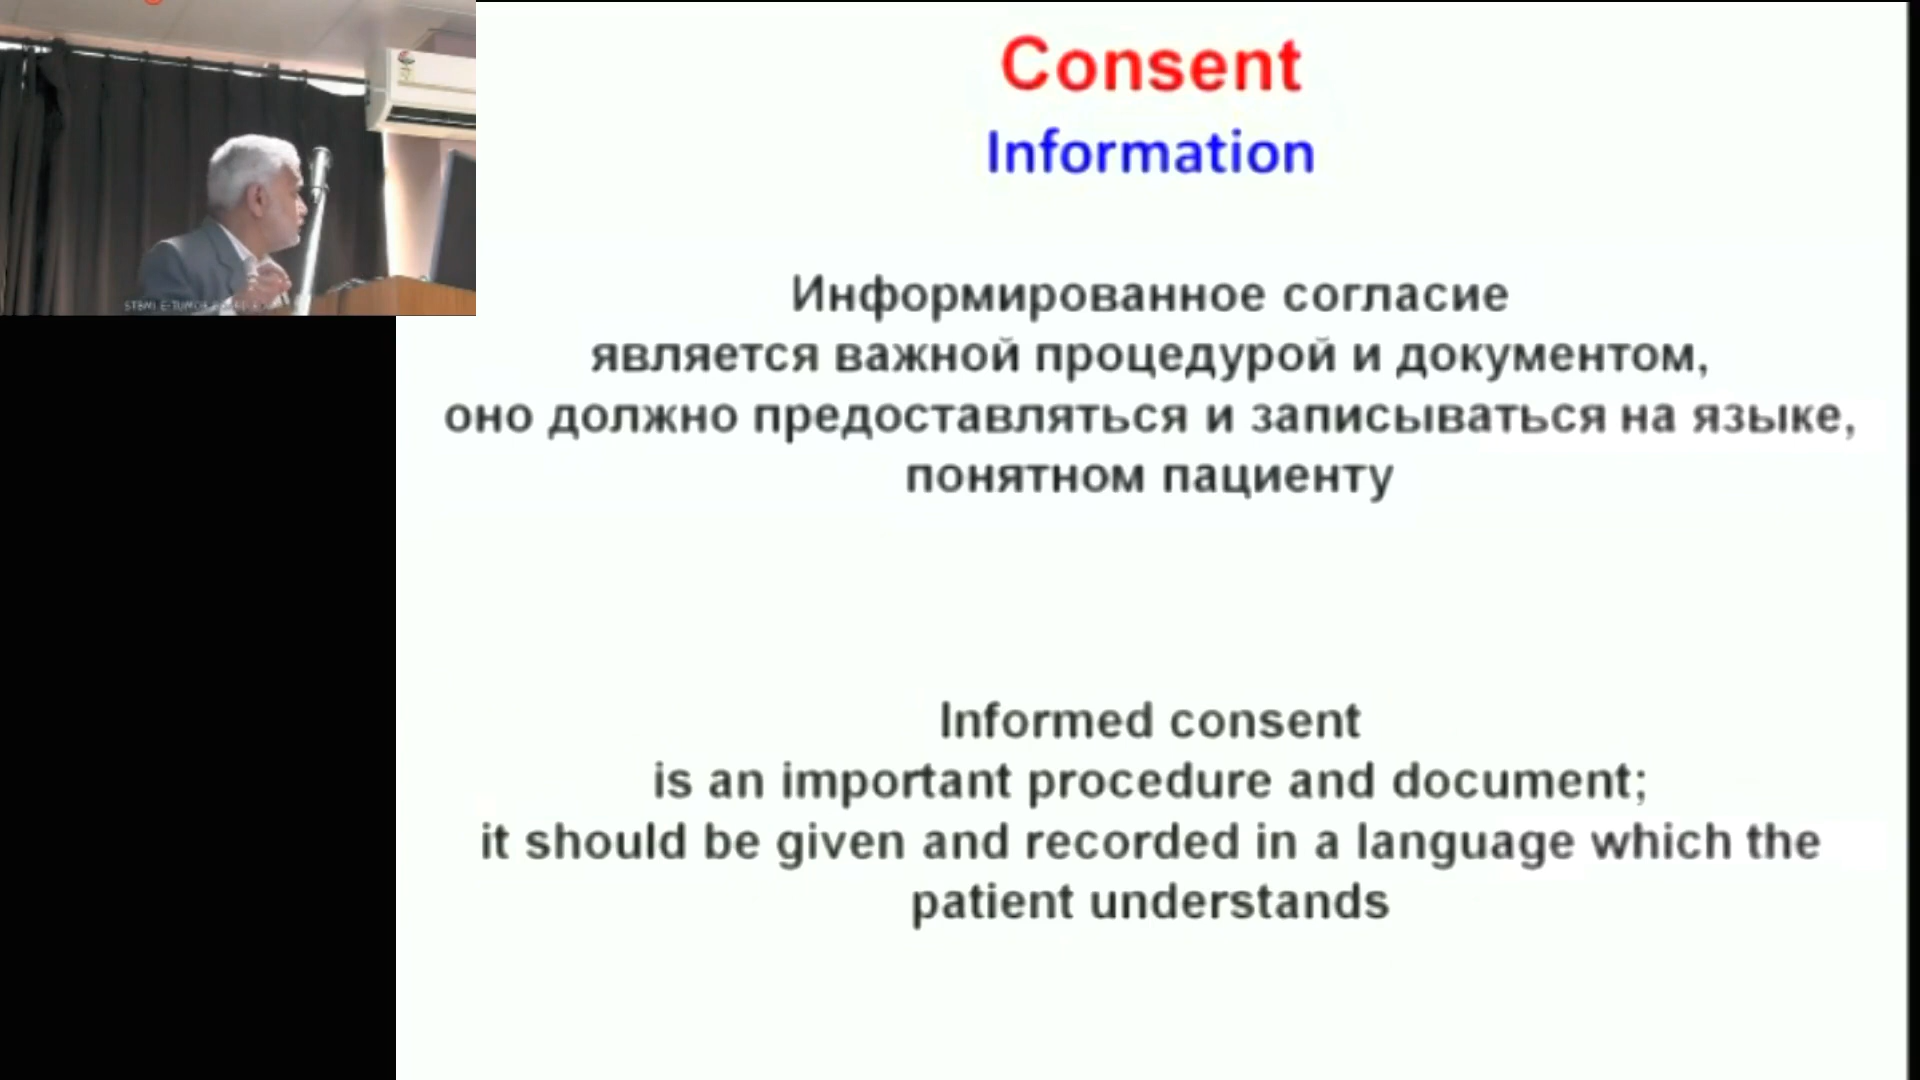 Consent
Information
Информированное согласие
является важной процедурой и документом,
оно должно предоставляться и записываться на языке,
понятном пациенту
Informed consent
is an important procedure and document;
it should be given and recorded in a language which the
patient understands